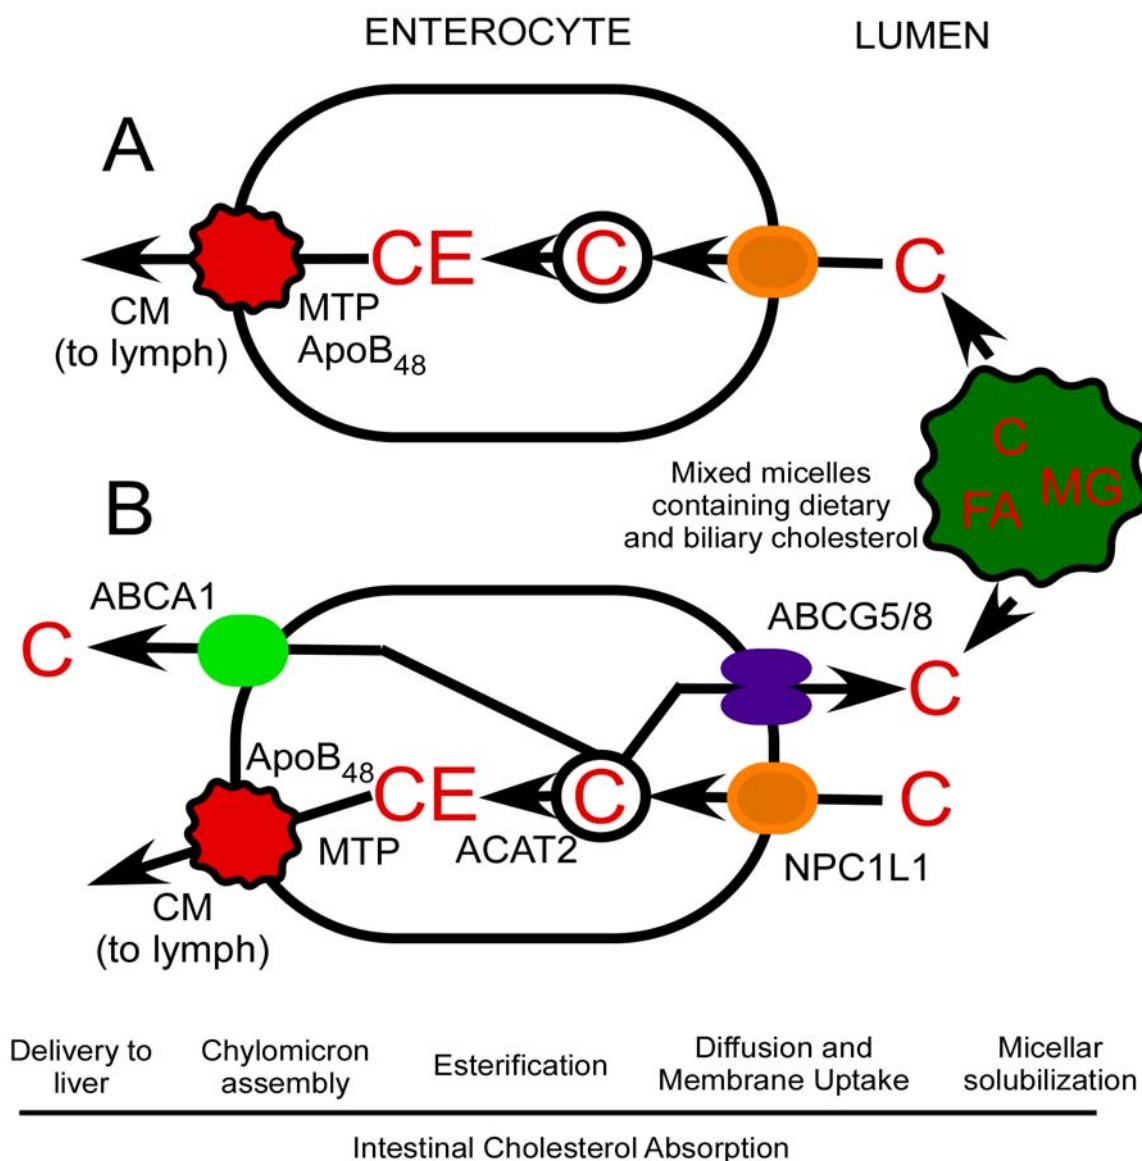 ENTEROCYTE
LUMEN
A
CE
C
C
CM
(to lymph)
MTP
ApoB48
C
FA
MG
Mixed micelles
containing dietary
and biliary cholesterol
B
ABCA1
ABCG5/8
C
C
ApoB48
CE
C
C
MTP
ACAT2
NPC1L1
CM
(to lymph)
Delivery to
liver
Chylomicron
assembly
Esterification
Diffusion and
Membrane Uptake
Micellar
solubilization
Intestinal Cholesterol Absorption